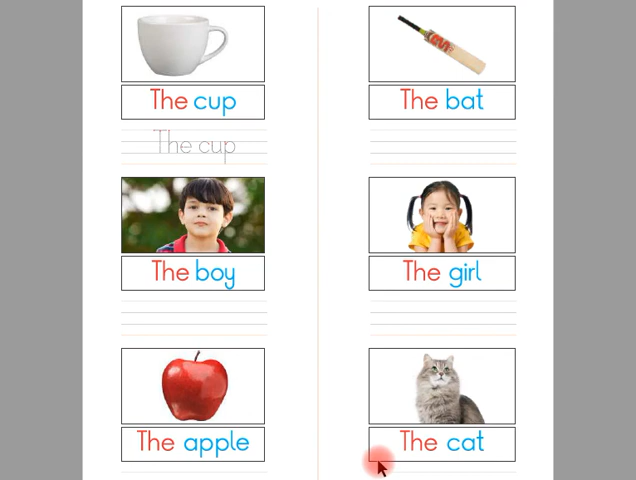 The cup
The cup
The bat
The boy
The girl
The apple
The cat